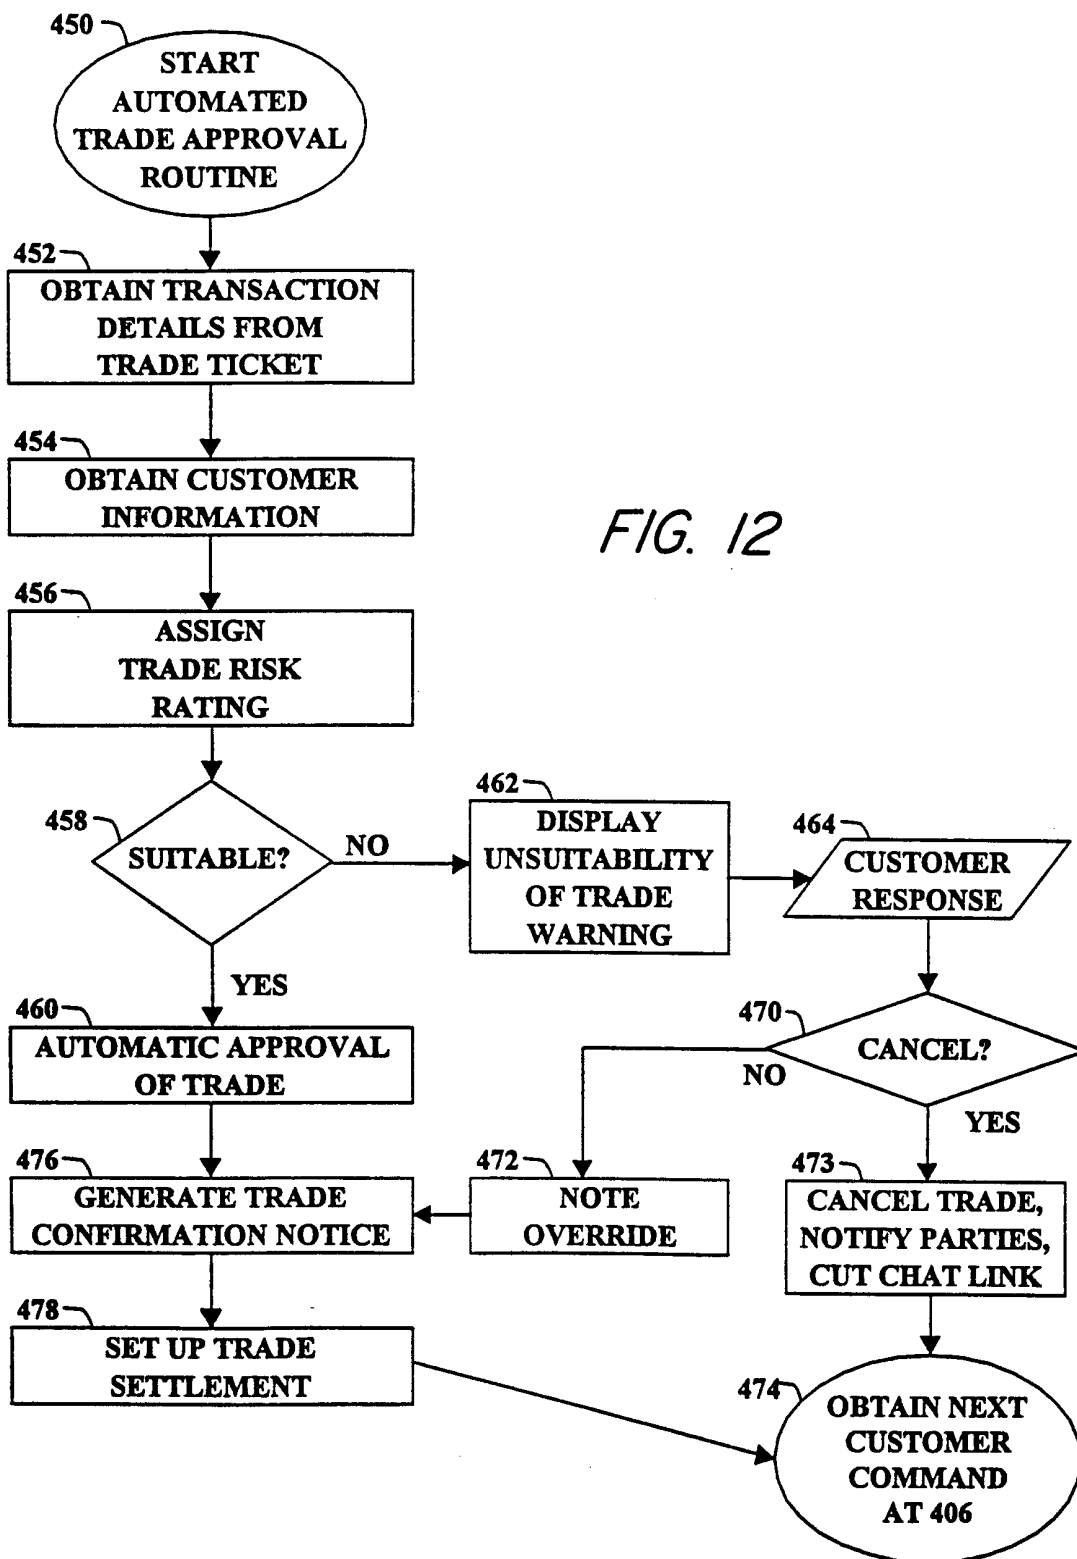 450
START
AUTOMATED
TRADE APPROVAL
ROUTINE
452
OBTAIN TRANSACTION
DETAILS FROM
TRADE TICKET
454
OBTAIN CUSTOMER
INFORMATION
FIG. 12
456
ASSIGN
TRADE RISK
RATING
458
SUITABLE?
NO
YES
462
DISPLAY
UNSUITABILITY
OF TRADE
WARNING
464
CUSTOMER
RESPONSE
460
AUTOMATIC APPROVAL
OF TRADE
470
CANCEL?
NO
YES
476
GENERATE TRADE
CONFIRMATION NOTICE
472
NOTE
OVERRIDE
473
CANCEL TRADE,
NOTIFY PARTIES,
CUT CHAT LINK
478
SET UP TRADE
SETTLEMENT
474
OBTAIN NEXT
CUSTOMER
COMMAND
AT 406